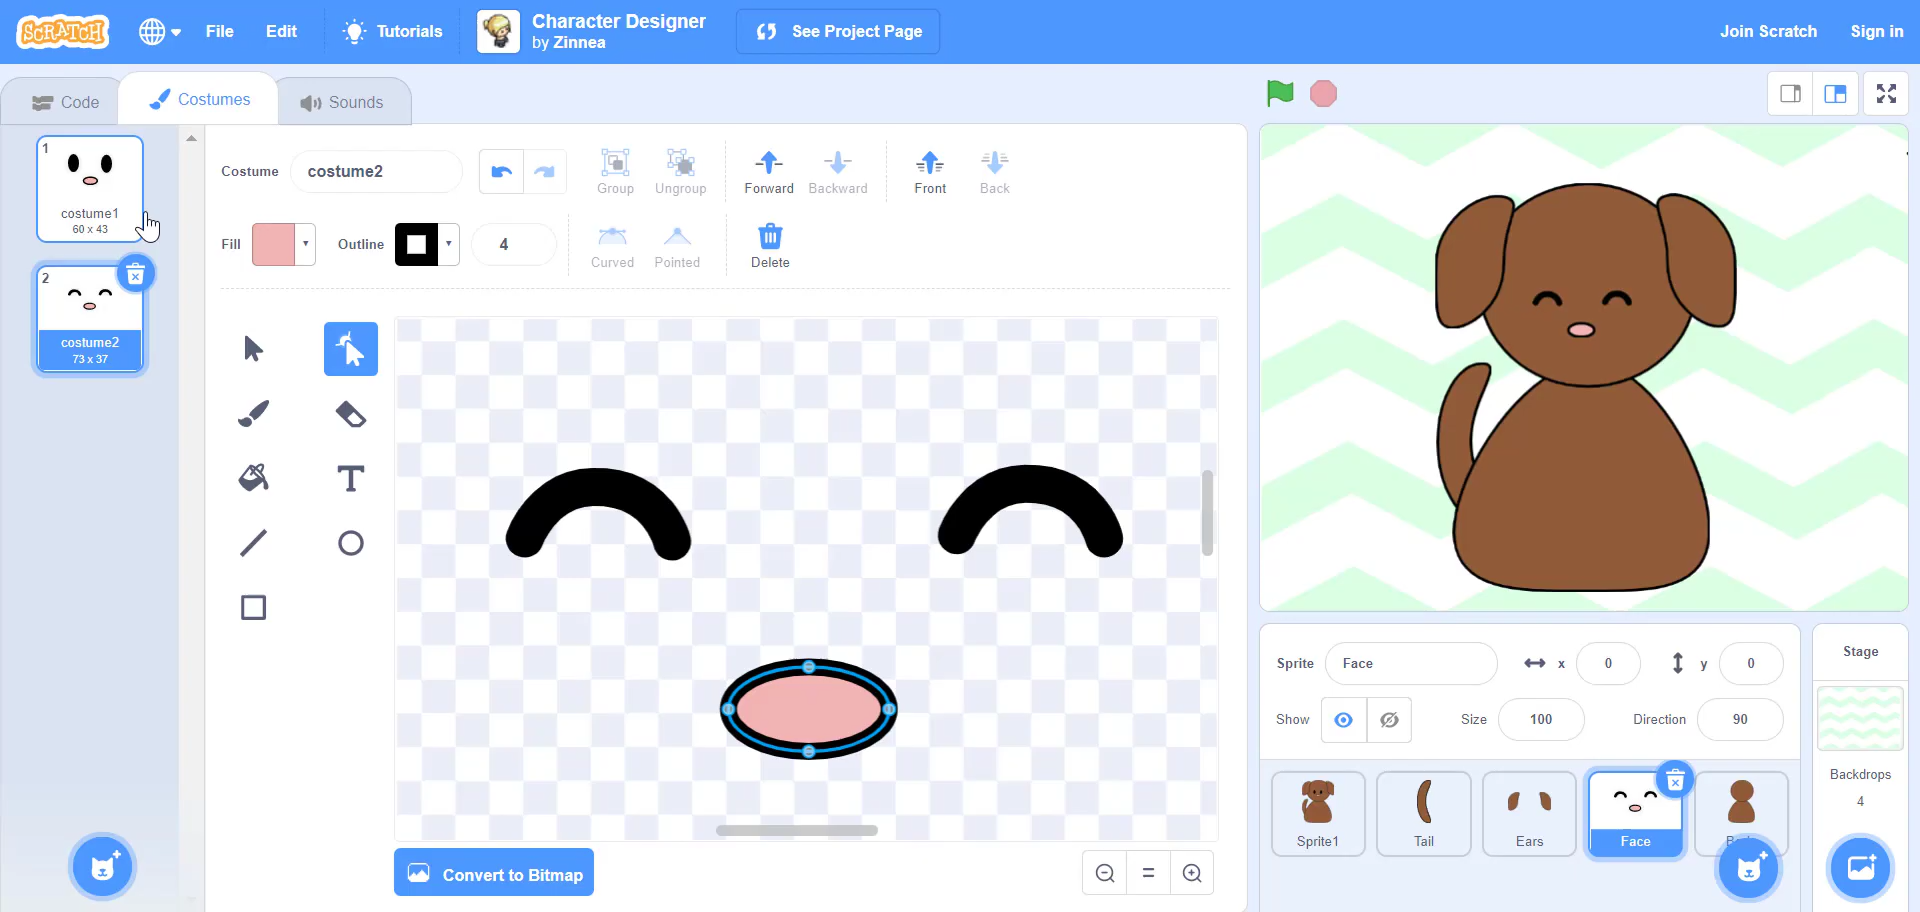 SCRATCH
File
Edit
Tutorials
Character Designer
by Zinnea
See Project Page
Join Scratch
Sign in
Code
Costumes
Sounds
1
costume1
60 x 43
2
costume2
73 x 37
Costume
costume2
Group
Ungroup
Forward
Backward
Front
Back
Fill
Outline
4
Curved
Pointed
Delete
T
Convert to Bitmap
Sprite
Face
x
0
y
0
Show
Size
100
Direction
90
Sprite1
Tail
Ears
Face
Stage
Backdrops
4